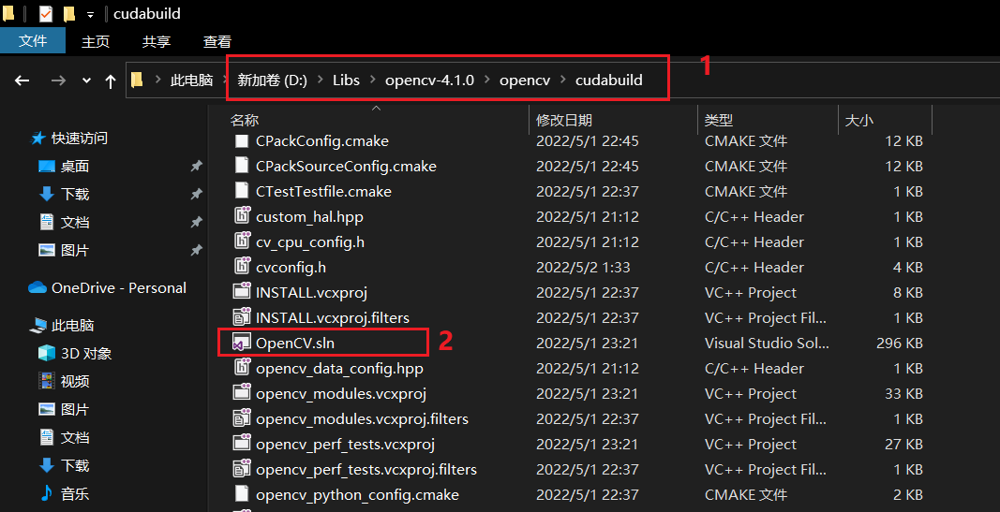 cudabuild
文件 主页 共享 查看
此电脑 新加卷 (D:) Libs opencv-4.1.0 opencv cudabuild 1
名称 修改日期 类型 大小
快速访问
桌面
下载
文档
图片
OneDrive - Personal
此电脑
3D 对象
视频
图片
文档
下载
音乐
CPackConfig.cmake 2022/5/1 22:45 CMAKE 文件 12 KB
CPackSourceConfig.cmake 2022/5/1 22:45 CMAKE 文件 12 KB
CTestTestfile.cmake 2022/5/1 22:37 CMAKE 文件 1 KB
custom_hal.hpp 2022/5/1 21:12 C/C++ Header 1 KB
cv_cpu_config.h 2022/5/1 21:12 C/C++ Header 1 KB
cvconfig.h 2022/5/2 1:33 C/C++ Header 4 KB
INSTALL.vcxproj 2022/5/1 22:37 VC++ Project 8 KB
INSTALL.vcxproj.filters 2022/5/1 22:37 VC++ Project Fil... 1 KB
OpenCV.sln 2 2022/5/1 23:21 Visual Studio Sol... 296 KB
opencv_data_config.hpp 2022/5/1 21:12 C/C++ Header 1 KB
opencv_modules.vcxproj 2022/5/1 23:21 VC++ Project 33 KB
opencv_modules.vcxproj.filters 2022/5/1 22:37 VC++ Project Fil... 1 KB
opencv_perf_tests.vcxproj 2022/5/1 23:21 VC++ Project 27 KB
opencv_perf_tests.vcxproj.filters 2022/5/1 22:37 VC++ Project Fil... 1 KB
opencv_python_config.cmake 2022/5/1 22:37 CMAKE 文件 2 KB